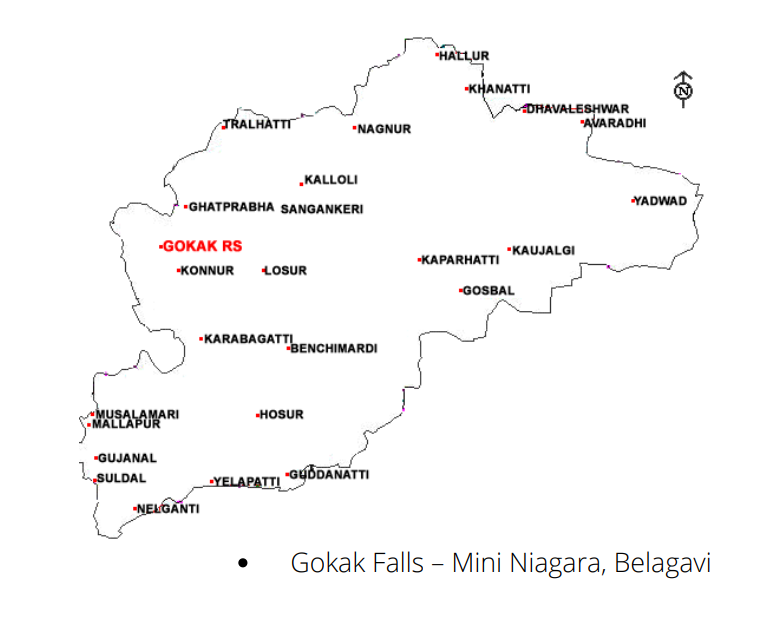 HALLUR
KHANATTI
N
DHAVALESHWAR
AVARADHI
TRALHATTI
NAGNUR
KALLOLI
YADWAD
GHATPRABHA
SANGANKERI
GOKAK RS
KAUJALGI
KAPARHATTI
KONNUR
LOSUR
GOSBAL
KARABAGATTI
BENCHIMARDI
MUSALAMARI
HOSUR
MALLAPUR
GUJANAL
SULDAL
YELAPATTI
GUDDANATTI
NELGANTI
• Gokak Falls – Mini Niagara, Belagavi